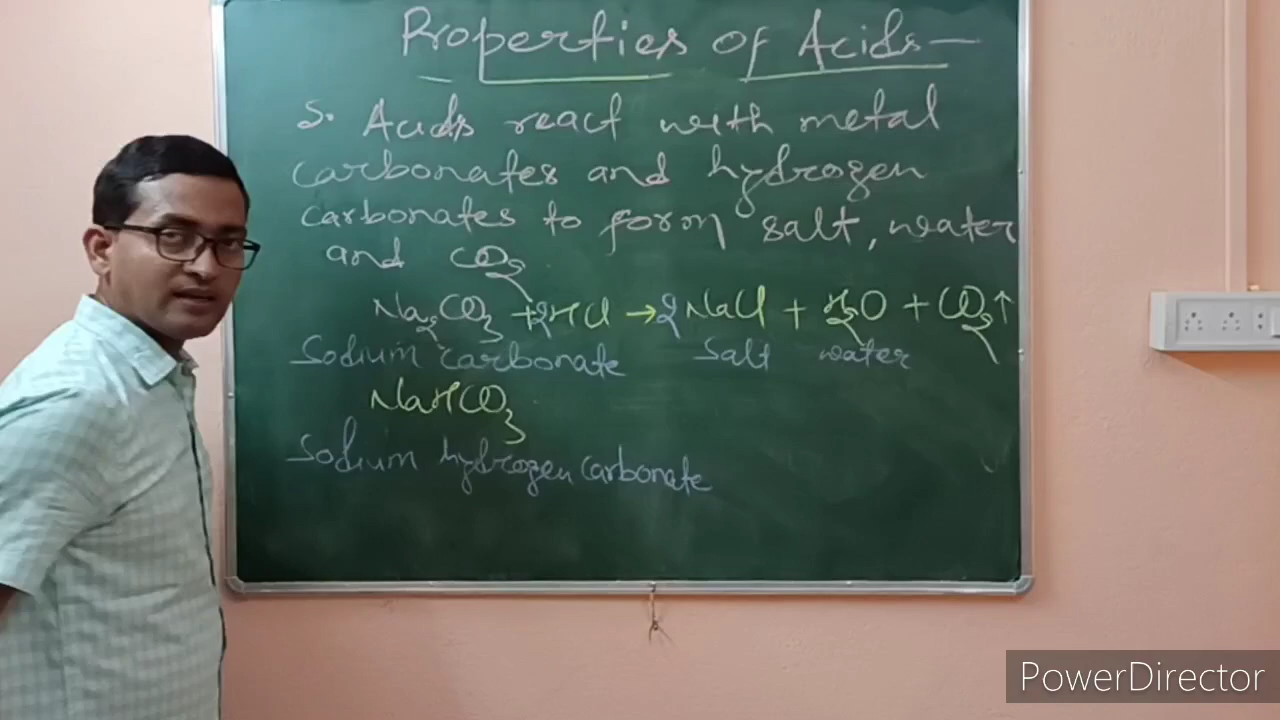 Properties of Acids—
5. Acids react with metal
carbonates and hydrogen
carbonates to form salt, water
and CO₂
Na₂CO₃ + 2HCl → 2NaCl + H₂O + CO₂↑
Sodium carbonate Salt water
NaHCO₃
Sodium hydrogen carbonate
PowerDirector